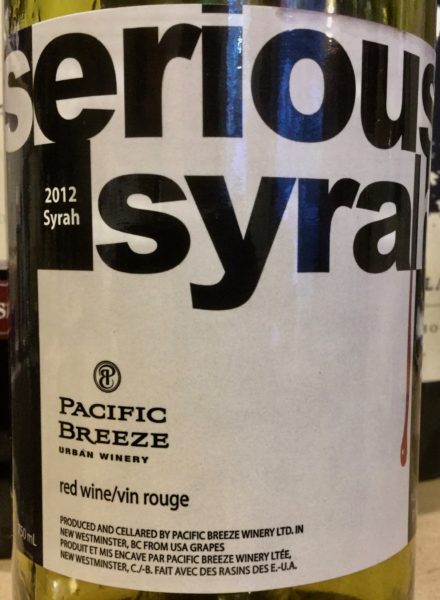 serious
2012
Syrah
syrah
PACIFIC
BREEZE
URBAN WINERY
red wine/vin rouge
PRODUCED AND CELLARED BY PACIFIC BREEZE WINERY LTD. IN
NEW WESTMINSTER, BC FROM USA GRAPES
PRODUIT ET MIS ENCAVE PAR PACIFIC BREEZE WINERY LTÉE,
NEW WESTMINSTER, C./-B. FAIT AVEC DES RASINS DES E.-U.A.
750 mL